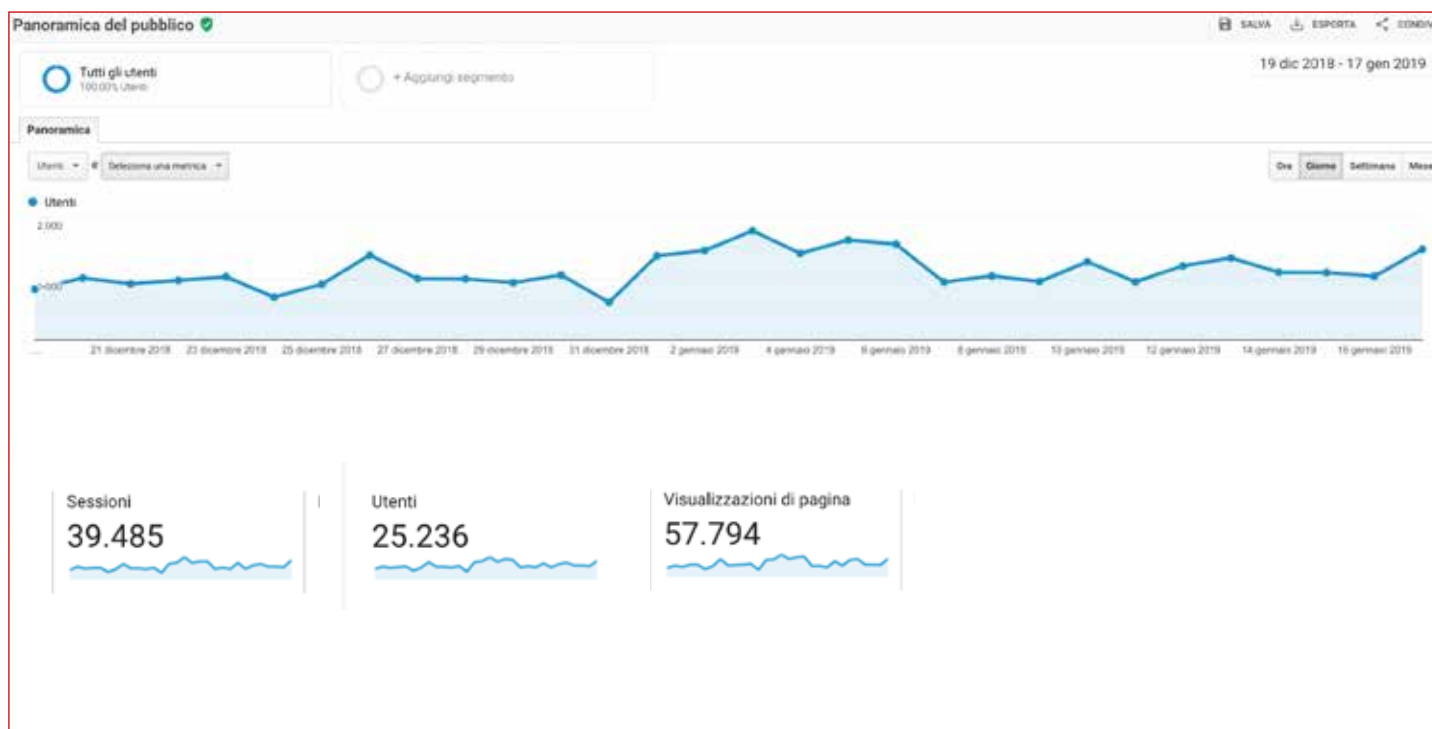 Panoramica del pubblico
SALVA ESPORTA
Tutti gli utenti
100,00% Utenti
+ Aggiungi segmento
19 dic 2018 - 17 gen 2019
Panoramica
Utenti e Seleziona una metrica
Ora Giorno Settimana Mese
Utenti
2.000
21 dicembre 2018 23 dicembre 2018 25 dicembre 2018 27 dicembre 2018 29 dicembre 2018 31 dicembre 2018 2 gennaio 2019 4 gennaio 2019 6 gennaio 2019 8 gennaio 2019 10 gennaio 2019 12 gennaio 2019 14 gennaio 2019 16 gennaio 2019
Sessioni
39.485
Utenti
25.236
Visualizzazioni di pagina
57.794